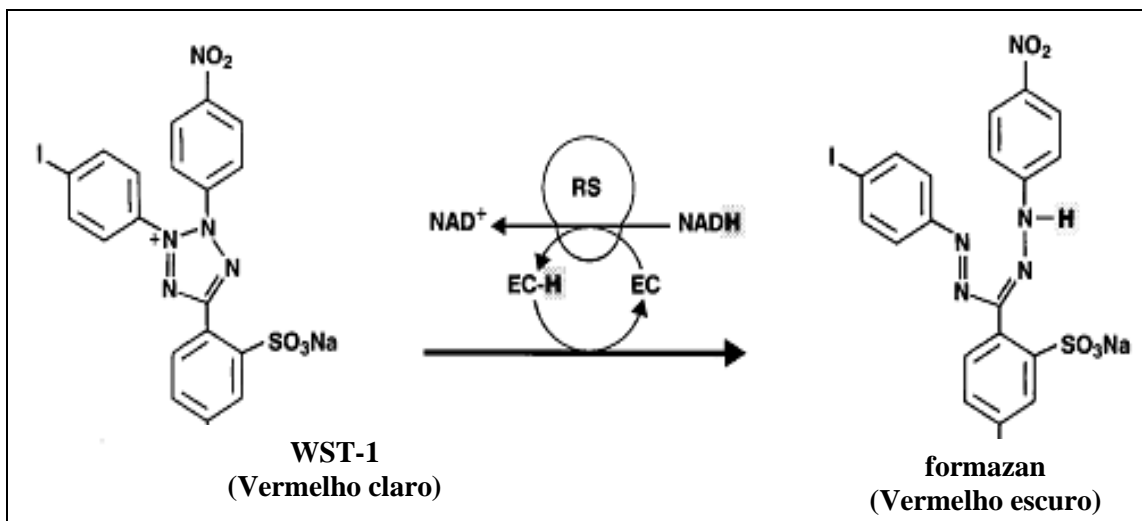 NO₂
I
N
+
N
N
N
SO₃Na
WST-1
(Vermelho claro)
RS
NAD⁺
NADH
EC-H
EC
NO₂
I
N
N
N–H
N
SO₃Na
formazan
(Vermelho escuro)